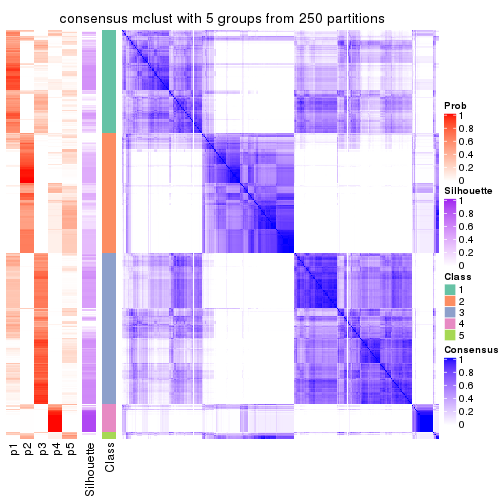 consensus mclust with 5 groups from 250 partitions
p1
p2
p3
p4
p5
Silhouette
Class
Prob
1
0.8
0.6
0.4
0.2
0
Silhouette
1
0.8
0.6
0.4
0.2
0
Class
1
2
3
4
5
Consensus
1
0.8
0.6
0.4
0.2
0